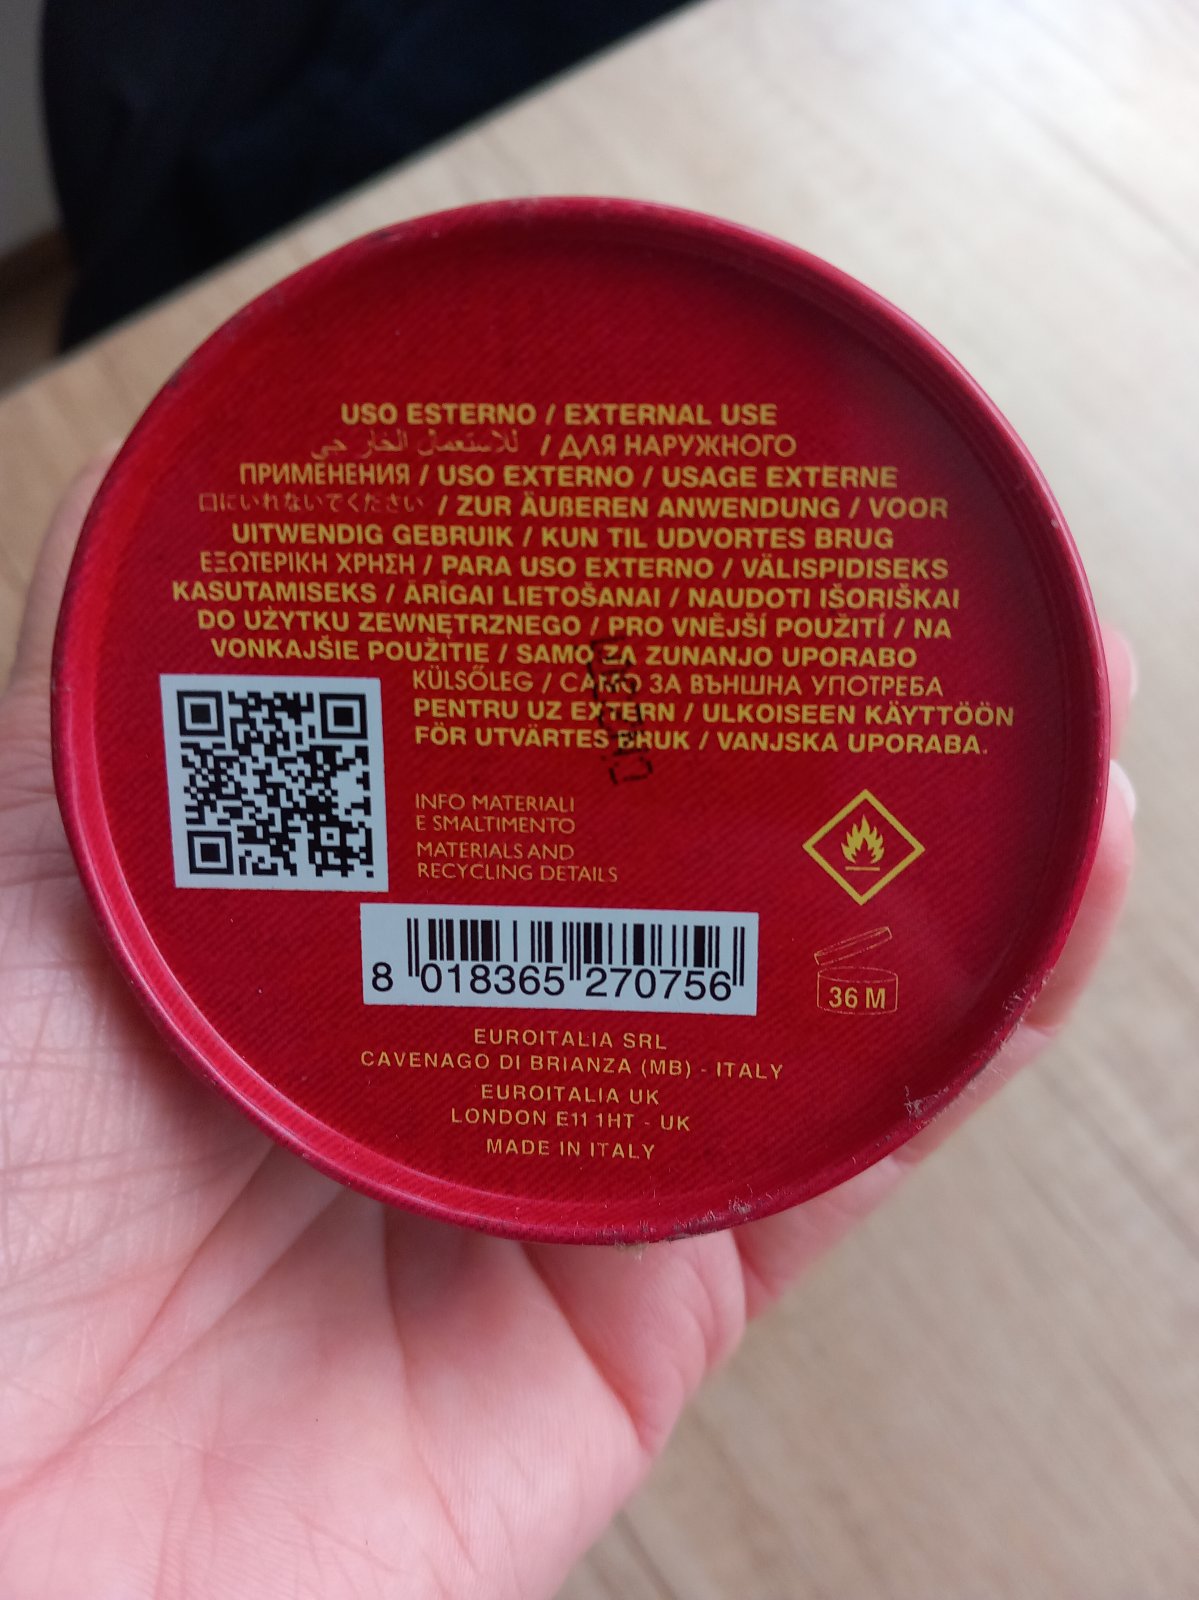 USO ESTERNO / EXTERNAL USE
للاستعمال الخارجي / ДЛЯ НАРУЖНОГО
ПРИМЕНЕНИЯ / USO EXTERNO / USAGE EXTERNE
口にいれないでください / ZUR ÄUßEREN ANWENDUNG / VOOR
UITWENDIG GEBRUIK / KUN TIL UDVORTES BRUG
ΕΞΩΤΕΡΙΚΗ ΧΡΗΣΗ / PARA USO EXTERNO / VÄLISPIDISEKS
KASUTAMISEKS / ĀRĪGAI LIETOŠANAI / NAUDOTI IŠORIŠKAI
DO UŻYTKU ZEWNĘTRZNEGO / PRO VNĚJŠÍ POUŽITÍ / NA
VONKAJŠIE POUŽITIE / SAMO ZA ZUNANJO UPORABO
KÜLSŐLEG / САМО ЗА ВЪНШНА УПОТРЕБА
PENTRU UZ EXTERN / ULKOISEEN KÄYTTÖÖN
FÖR UTVÄRTES BRUK / VANJSKA UPORABA.
INFO MATERIALI
E SMALTIMENTO
MATERIALS AND
RECYCLING DETAILS
8 018365 270756
36 M
EUROITALIA SRL
CAVENAGO DI BRIANZA (MB) - ITALY
EUROITALIA UK
LONDON E11 1HT - UK
MADE IN ITALY